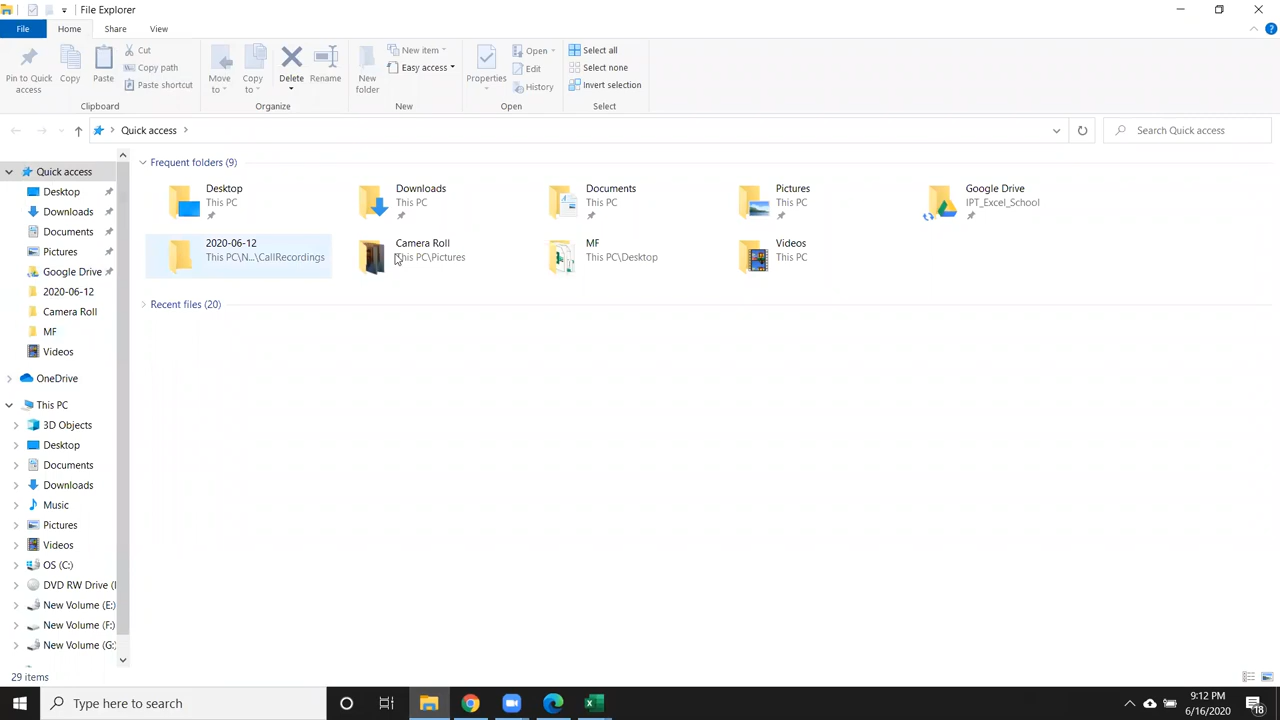 File Explorer
File Home Share View
Pin to Quick access
Copy
Paste
Cut
Copy path
Paste shortcut
Clipboard
Move to
Copy to
Delete
Rename
Organize
New folder
New item
Easy access
New
Properties
Open
Edit
History
Open
Select all
Select none
Invert selection
Select
Quick access
Search Quick access
Quick access
Desktop
Downloads
Documents
Pictures
Google Drive
2020-06-12
Camera Roll
MF
Videos
OneDrive
This PC
3D Objects
Desktop
Documents
Downloads
Music
Pictures
Videos
OS (C:)
DVD RW Drive (
New Volume (E:)
New Volume (F:)
New Volume (G:)
Frequent folders (9)
Desktop
This PC
Downloads
This PC
Documents
This PC
Pictures
This PC
Google Drive
IPT_Excel_School
2020-06-12
This PC\N...\CallRecordings
Camera Roll
This PC\Pictures
MF
This PC\Desktop
Videos
This PC
Recent files (20)
29 items
Type here to search
9:12 PM
6/16/2020
18